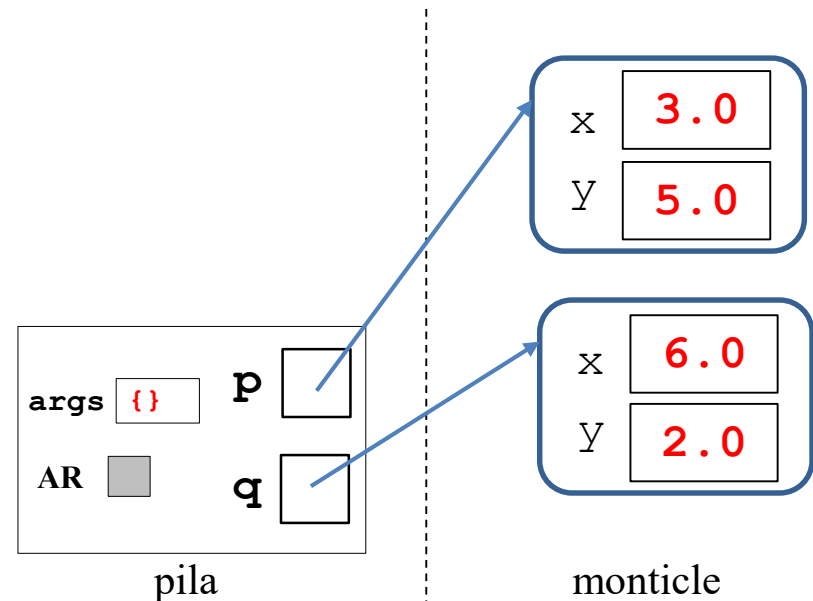 x 3.0
y 5.0
x 6.0
y 2.0
args {} p
AR q
pila monticle